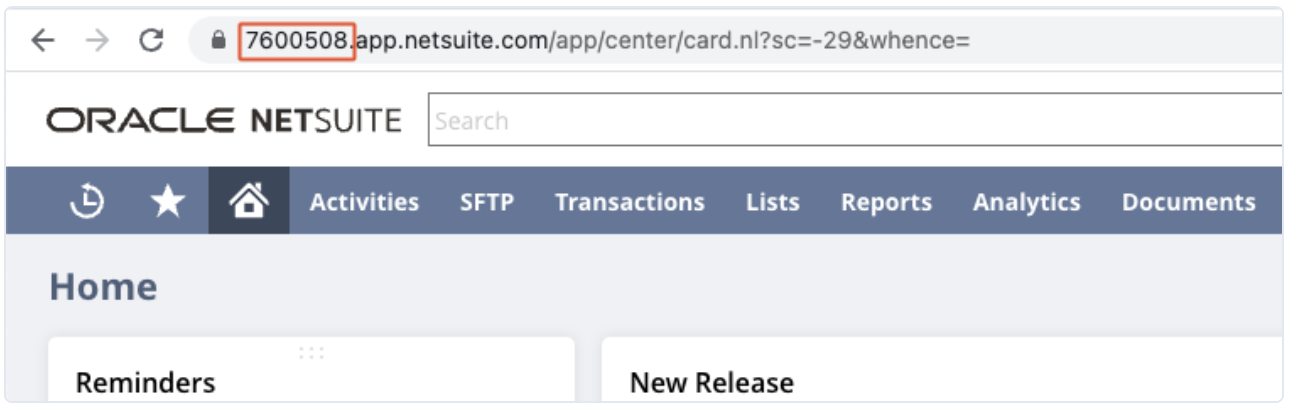 7600508.app.netsuite.com/app/center/card.nl?sc=-29&whence=
ORACLE NETSUITE Search
Activities SFTP Transactions Lists Reports Analytics Documents
Home
Reminders New Release